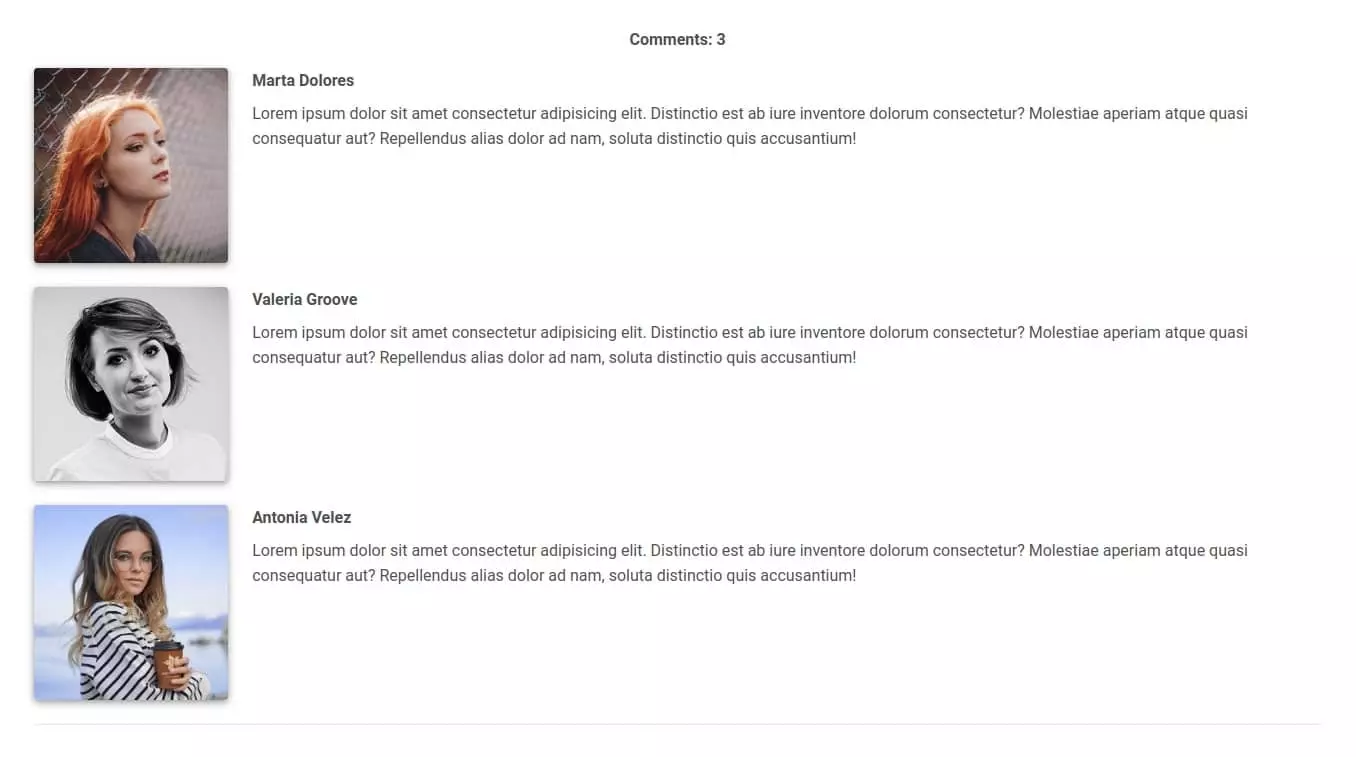 Comments: 3
Marta Dolores
Lorem ipsum dolor sit amet consectetur adipisicing elit. Distinctio est ab iure inventore dolorum consectetur? Molestiae aperiam atque quasi
consequatur aut? Repellendus alias dolor ad nam, soluta distinctio quis accusantium!
Valeria Groove
Lorem ipsum dolor sit amet consectetur adipisicing elit. Distinctio est ab iure inventore dolorum consectetur? Molestiae aperiam atque quasi
consequatur aut? Repellendus alias dolor ad nam, soluta distinctio quis accusantium!
Antonia Velez
Lorem ipsum dolor sit amet consectetur adipisicing elit. Distinctio est ab iure inventore dolorum consectetur? Molestiae aperiam atque quasi
consequatur aut? Repellendus alias dolor ad nam, soluta distinctio quis accusantium!